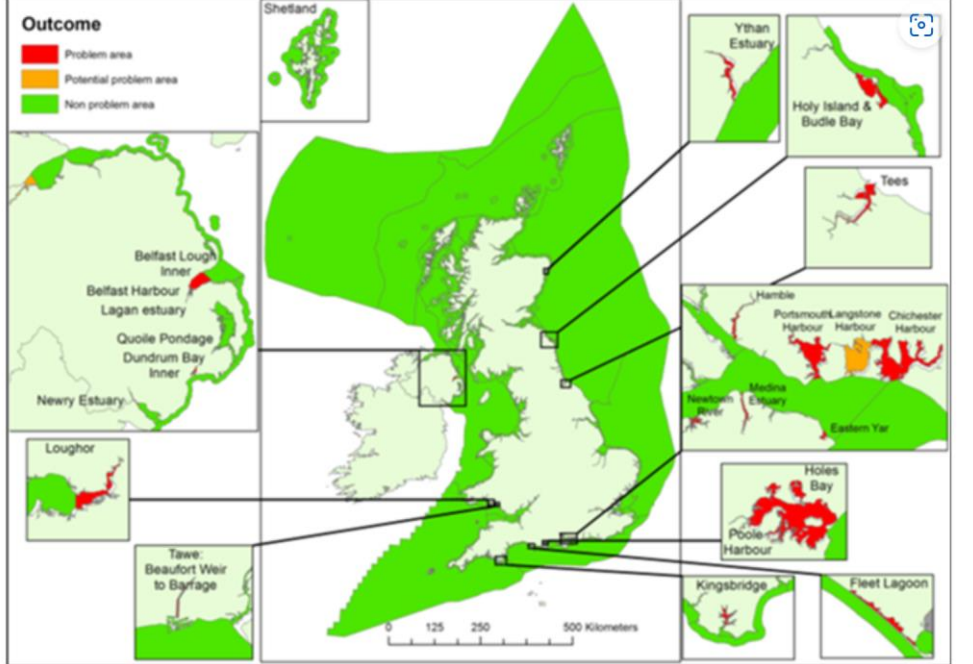 Outcome
Problem area
Potential problem area
Non problem area
Shetland
Ythan
Estuary
Holy Island &
Budle Bay
Tees
Belfast Lough
Inner
Belfast Harbour
Lagan estuary
Quoile Pondage
Dundrum Bay
Inner
Newry Estuary
Hamble
Portsmouth
Harbour
Langstone
Harbour
Chichester
Harbour
Newtown
River
Medina
Estuary
Eastern Yar
Loughor
Holes
Bay
Poole
Harbour
Tawe:
Beaufort Weir
to Barrage
Kingsbridge
Fleet Lagoon
0 125 250 500 Kilometers